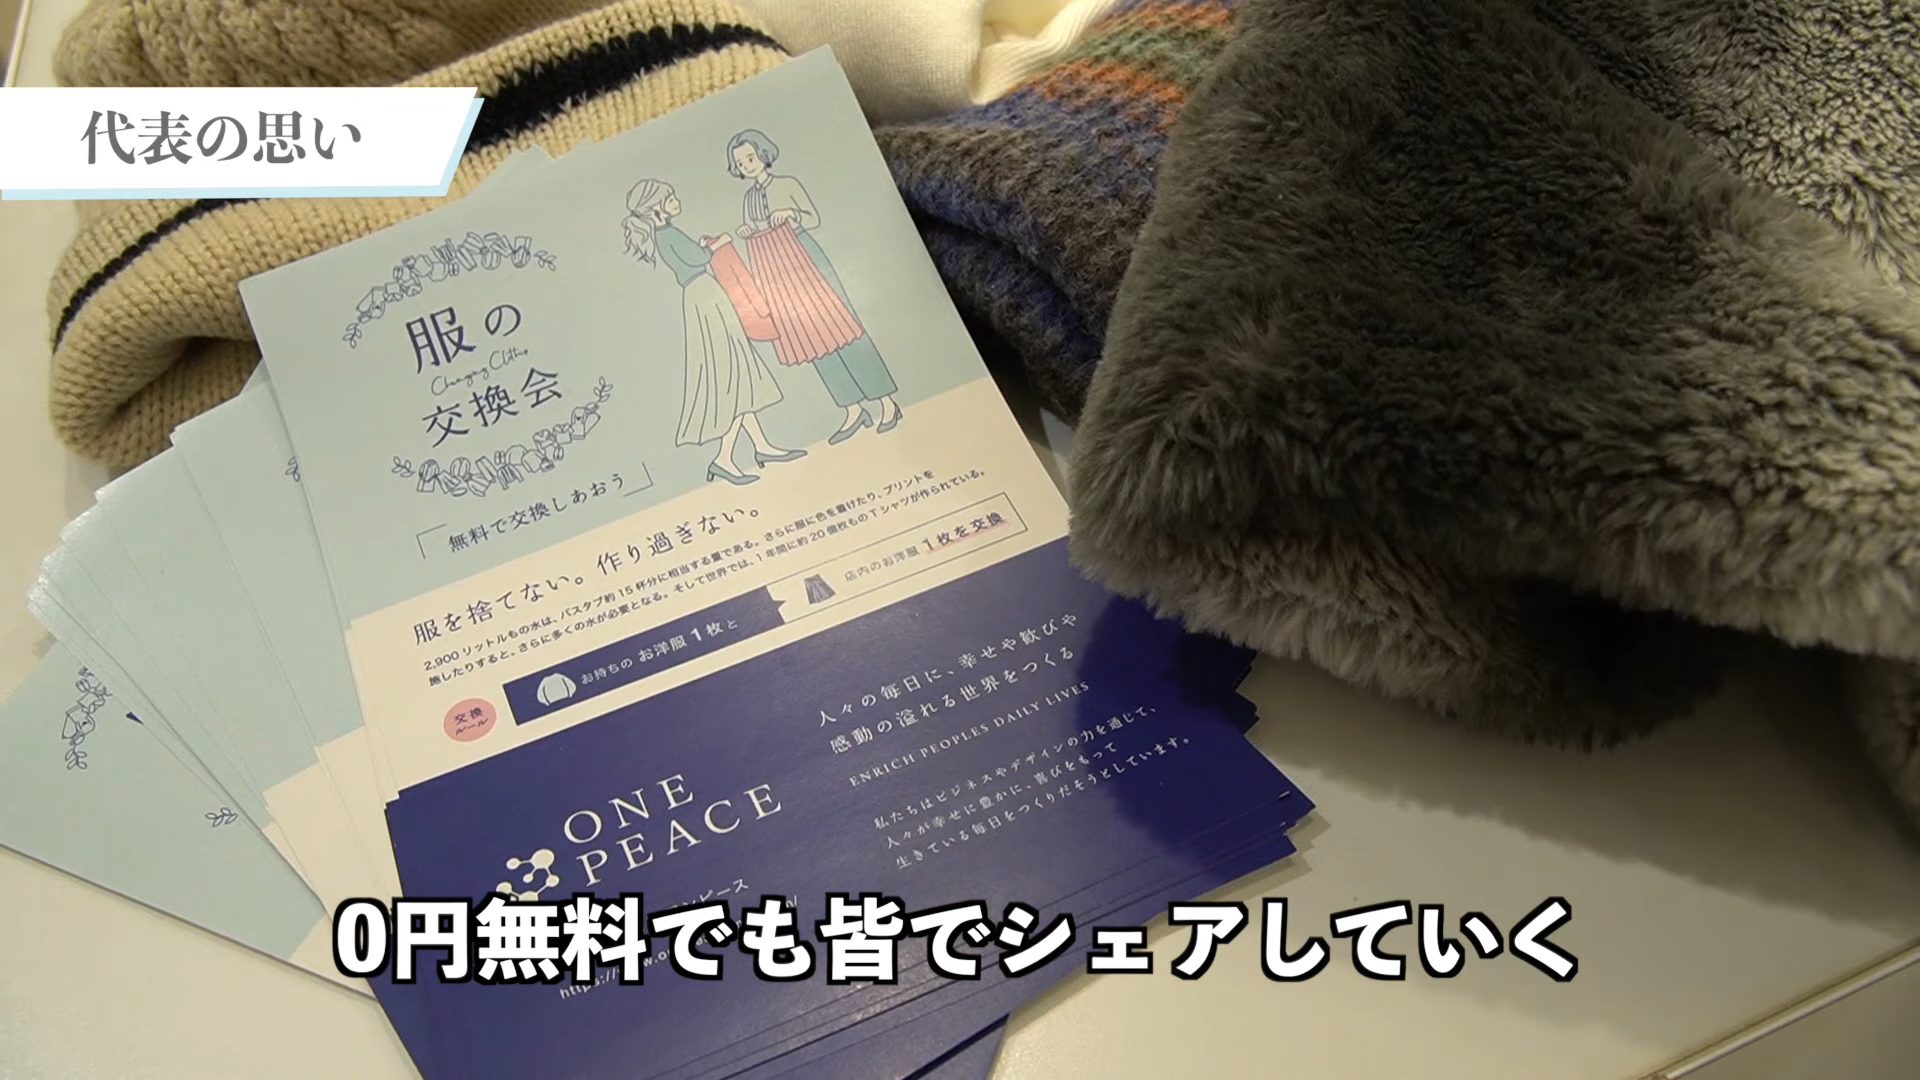 代表の思い
服の
Changing Clothes
交換会
「無料で交換しあおう」
服を捨てない。作り過ぎない。
2,900リットルもの水は、バスタブ約15杯分に相当する量である。さらに服に色を着けたり、プリントを
施したりすると、さらに多くの水が必要となる。そして世界では、1年間に約20億枚ものTシャツが作られている。
交換
ルール
お持ちの お洋服 1枚と
店内のお洋服 1枚を交換
人々の毎日に、幸せや歓びや
感動の溢れる世界をつくる
ENRICH PEOPLES DAILY LIVES
私たちはビジネスやデザインの力を通じて、
人々が幸せに豊かに、喜びをもって
生きている毎日をつくりだそうとしています。
ONE
PEACE
0円無料でも皆でシェアしていく